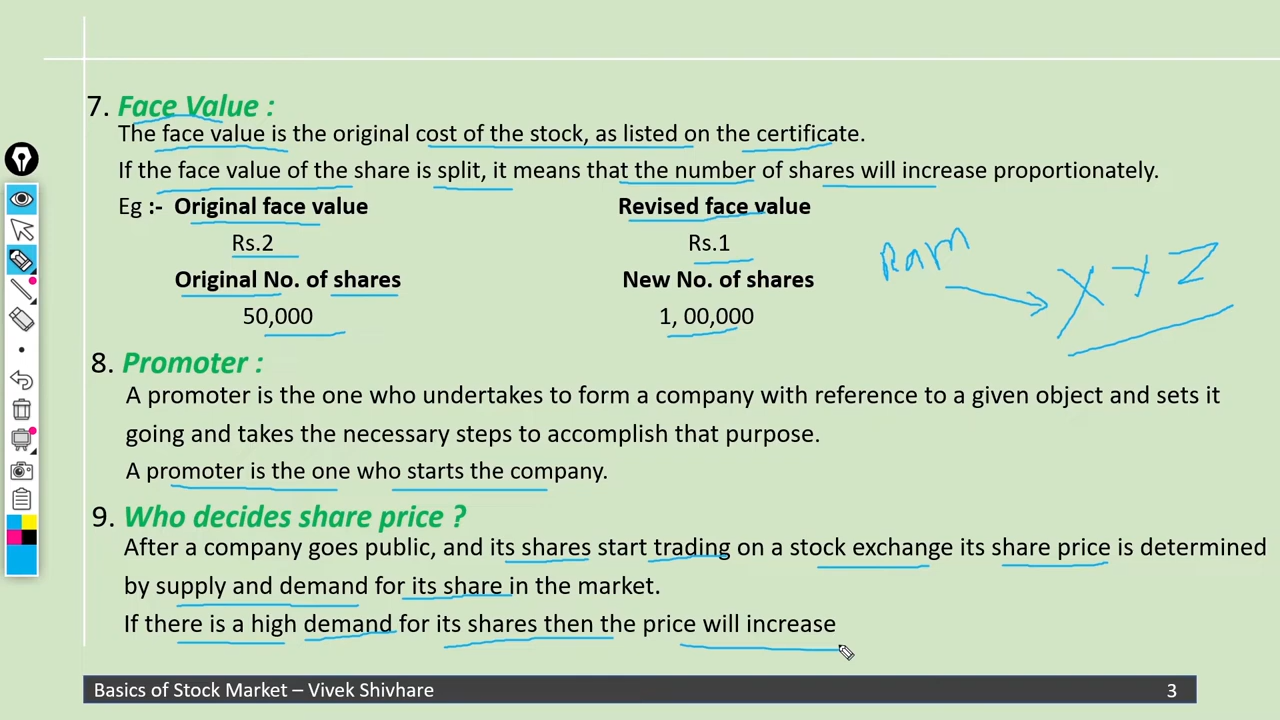 7. Face Value :
The face value is the original cost of the stock, as listed on the certificate.
If the face value of the share is split, it means that the number of shares will increase proportionately.
Eg :- Original face value Revised face value
Rs.2 Rs.1
Ram
XYZ
Original No. of shares New No. of shares
50,000 1, 00,000
8. Promoter :
A promoter is the one who undertakes to form a company with reference to a given object and sets it
going and takes the necessary steps to accomplish that purpose.
A promoter is the one who starts the company.
9. Who decides share price ?
After a company goes public, and its shares start trading on a stock exchange its share price is determined
by supply and demand for its share in the market.
If there is a high demand for its shares then the price will increase
Basics of Stock Market – Vivek Shivhare 3